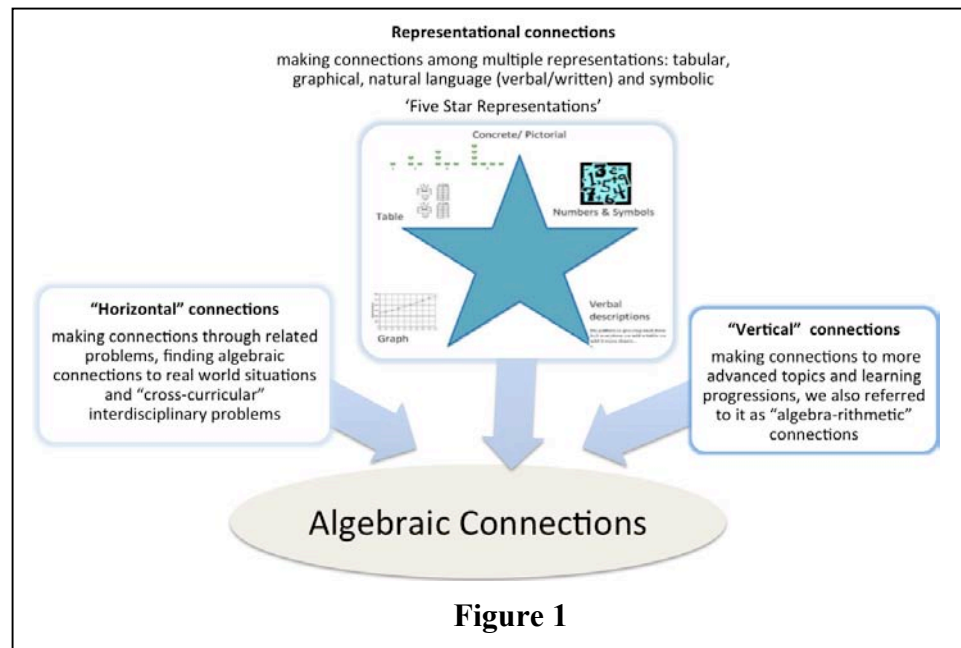 Representational connections
making connections among multiple representations: tabular,
graphical, natural language (verbal/written) and symbolic
‘Five Star Representations’
Concrete/ Pictorial
Table
Numbers & Symbols
Graph
Verbal
descriptions
“Horizontal” connections
making connections through related
problems, finding algebraic
connections to real world situations
and “cross-curricular”
interdisciplinary problems
“Vertical” connections
making connections to more
advanced topics and learning
progressions, we also referred
to it as “algebra-rithmetic”
connections
Algebraic Connections
Figure 1